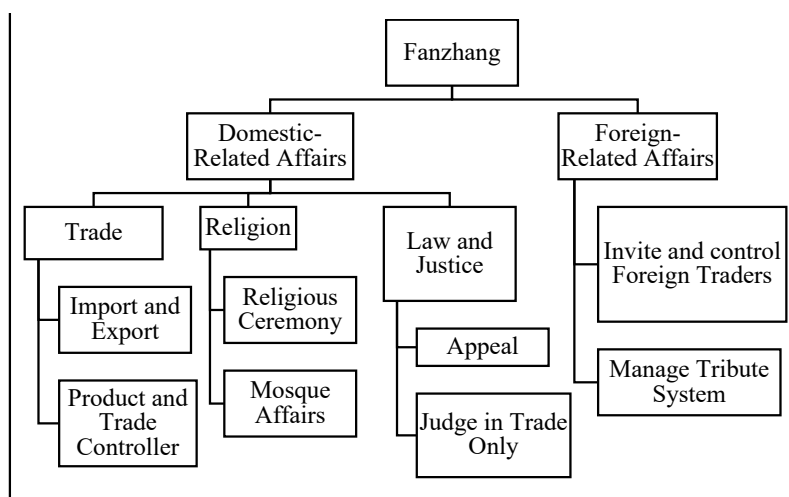 Fanzhang
Domestic-
Related Affairs
Foreign-
Related Affairs
Trade
Religion
Law and
Justice
Import and
Export
Product and
Trade
Controller
Religious
Ceremony
Mosque
Affairs
Appeal
Judge in Trade
Only
Invite and control
Foreign Traders
Manage Tribute
System